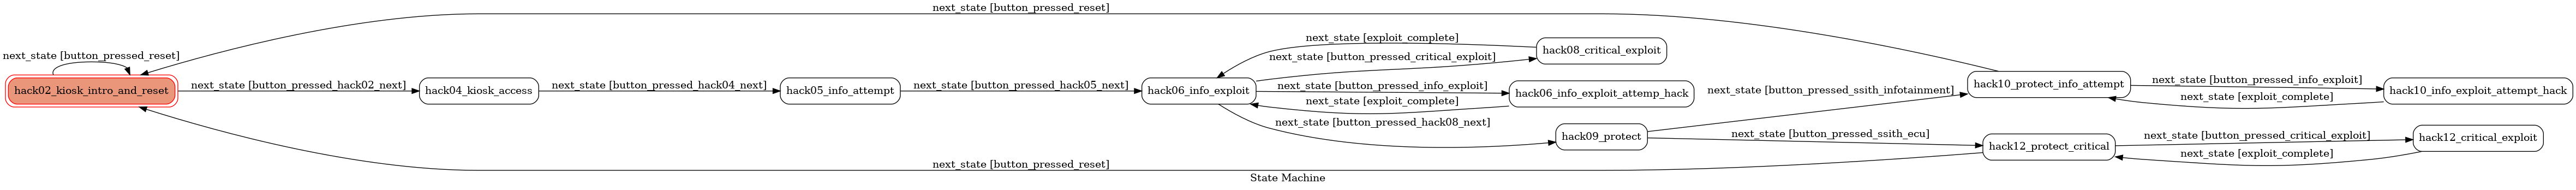 next_state [button_pressed_reset]
next_state [exploit_complete]
hack08_critical_exploit
next_state [button_pressed_reset]
next_state [button_pressed_critical_exploit]
hack02_kiosk_intro_and_reset
next_state [button_pressed_hack02_next]
hack04_kiosk_access
next_state [button_pressed_hack04_next]
hack05_info_attempt
next_state [button_pressed_hack05_next]
hack06_info_exploit
next_state [button_pressed_info_exploit]
hack06_info_exploit_attemp_hack
next_state [exploit_complete]
next_state [button_pressed_hack08_next]
hack09_protect
next_state [button_pressed_ssith_infotainment]
hack10_protect_info_attempt
next_state [button_pressed_info_exploit]
hack10_info_exploit_attempt_hack
next_state [exploit_complete]
next_state [button_pressed_ssith_ecu]
hack12_protect_critical
next_state [button_pressed_critical_exploit]
hack12_critical_exploit
next_state [exploit_complete]
next_state [button_pressed_reset]
State Machine